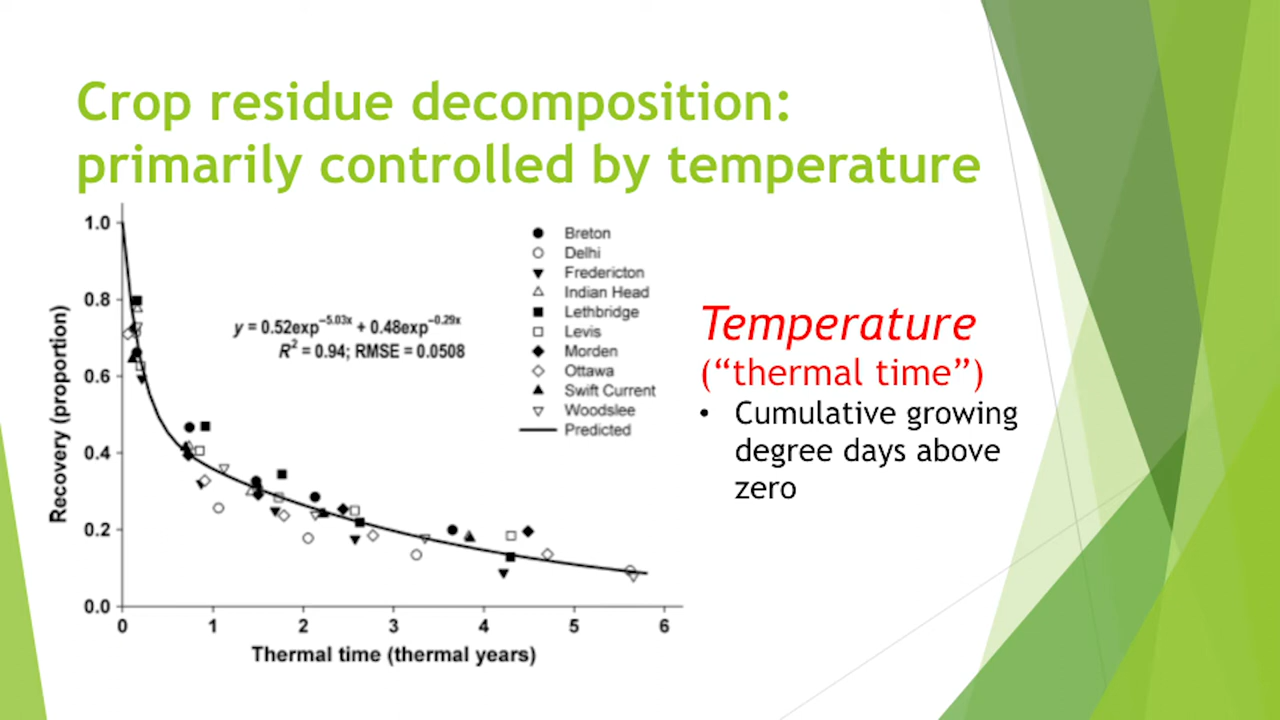 Crop residue decomposition:
primarily controlled by temperature
1.0
0.8
0.6
0.4
0.2
0.0
Recovery (proportion)
y = 0.52exp^–5.03x + 0.48exp^–0.29x
R² = 0.94; RMSE = 0.0508
Breton
Delhi
Fredericton
Indian Head
Lethbridge
Levis
Morden
Ottawa
Swift Current
Woodslee
Predicted
0 1 2 3 4 5 6
Thermal time (thermal years)
Temperature
(“thermal time”)
• Cumulative growing
degree days above
zero